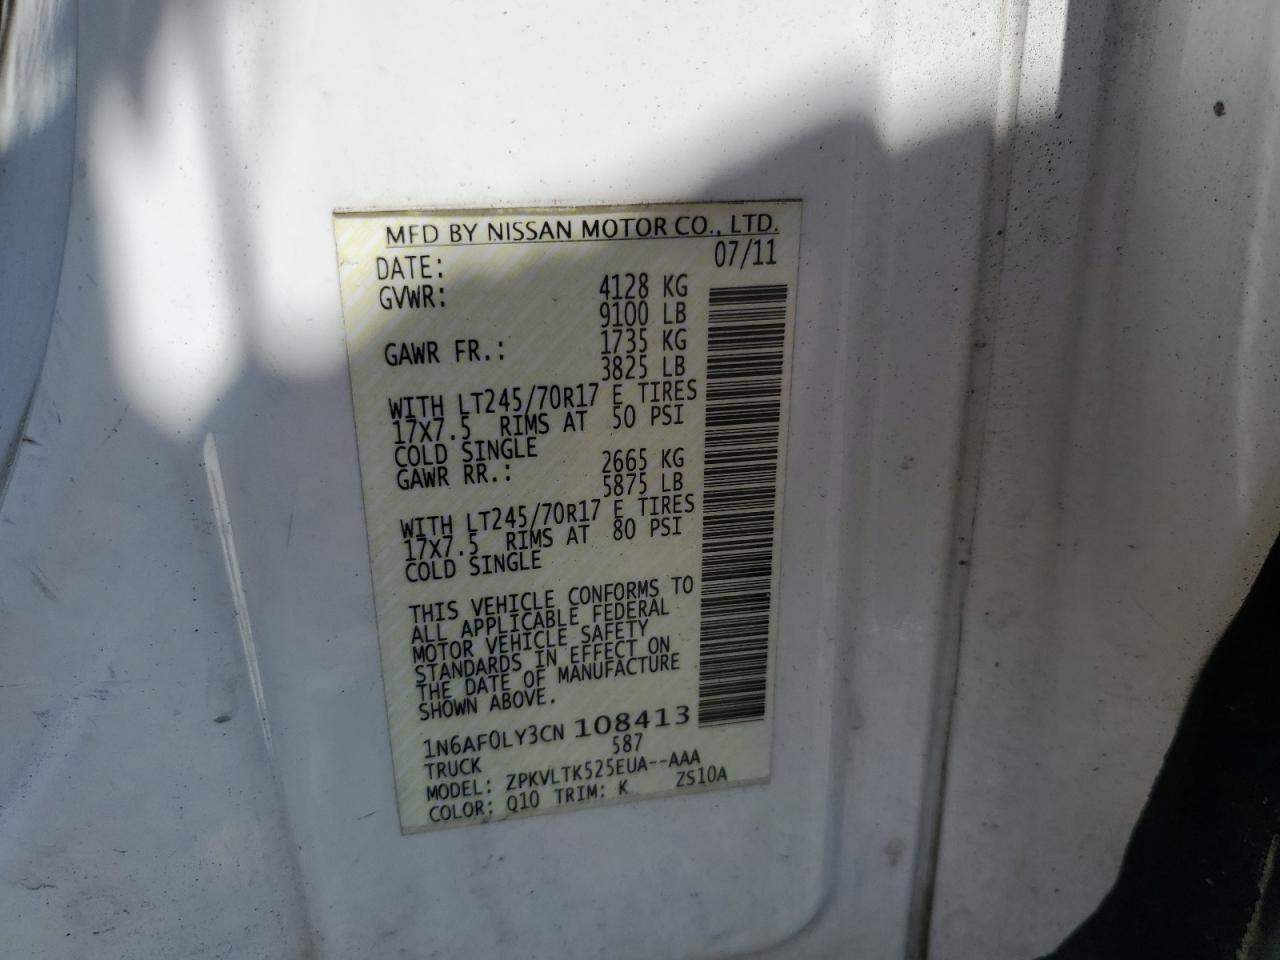 MFD BY NISSAN MOTOR CO., LTD.
DATE: 07/11
GVWR: 4128 KG
9100 LB
GAWR FR.: 1735 KG
3825 LB
WITH LT245/70R17 E TIRES
17X7.5 RIMS AT 50 PSI
COLD SINGLE
GAWR RR.: 2665 KG
5875 LB
WITH LT245/70R17 E TIRES
17X7.5 RIMS AT 80 PSI
COLD SINGLE
THIS VEHICLE CONFORMS TO
ALL APPLICABLE FEDERAL
MOTOR VEHICLE SAFETY
STANDARDS IN EFFECT ON
THE DATE OF MANUFACTURE
SHOWN ABOVE.
1N6AF0LY3CN 108413
TRUCK 587
MODEL: ZPKVLTK525EUA--AAA
COLOR: Q10 TRIM: K ZS10A